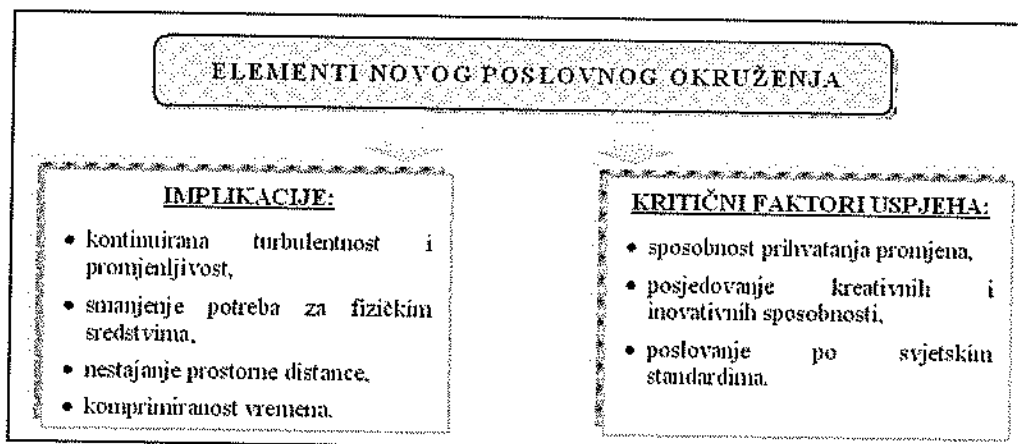 ELEMENTI NOVOG POSLOVNOG OKRUŽENJA
IMPLIKACIJE:
• kontinuirana turbulentnost i
promjenljivost,
• smanjenje potreba za fizičkim
sredstvima,
• nestajanje prostorne distance,
• komprimiranost vremena.
KRITIČNI FAKTORI USPJEHA:
• sposobnost prihvatanja promjena,
• posjedovanje kreativnih i
inovativnih sposobnosti,
• poslovanje po svjetskim
standardima.